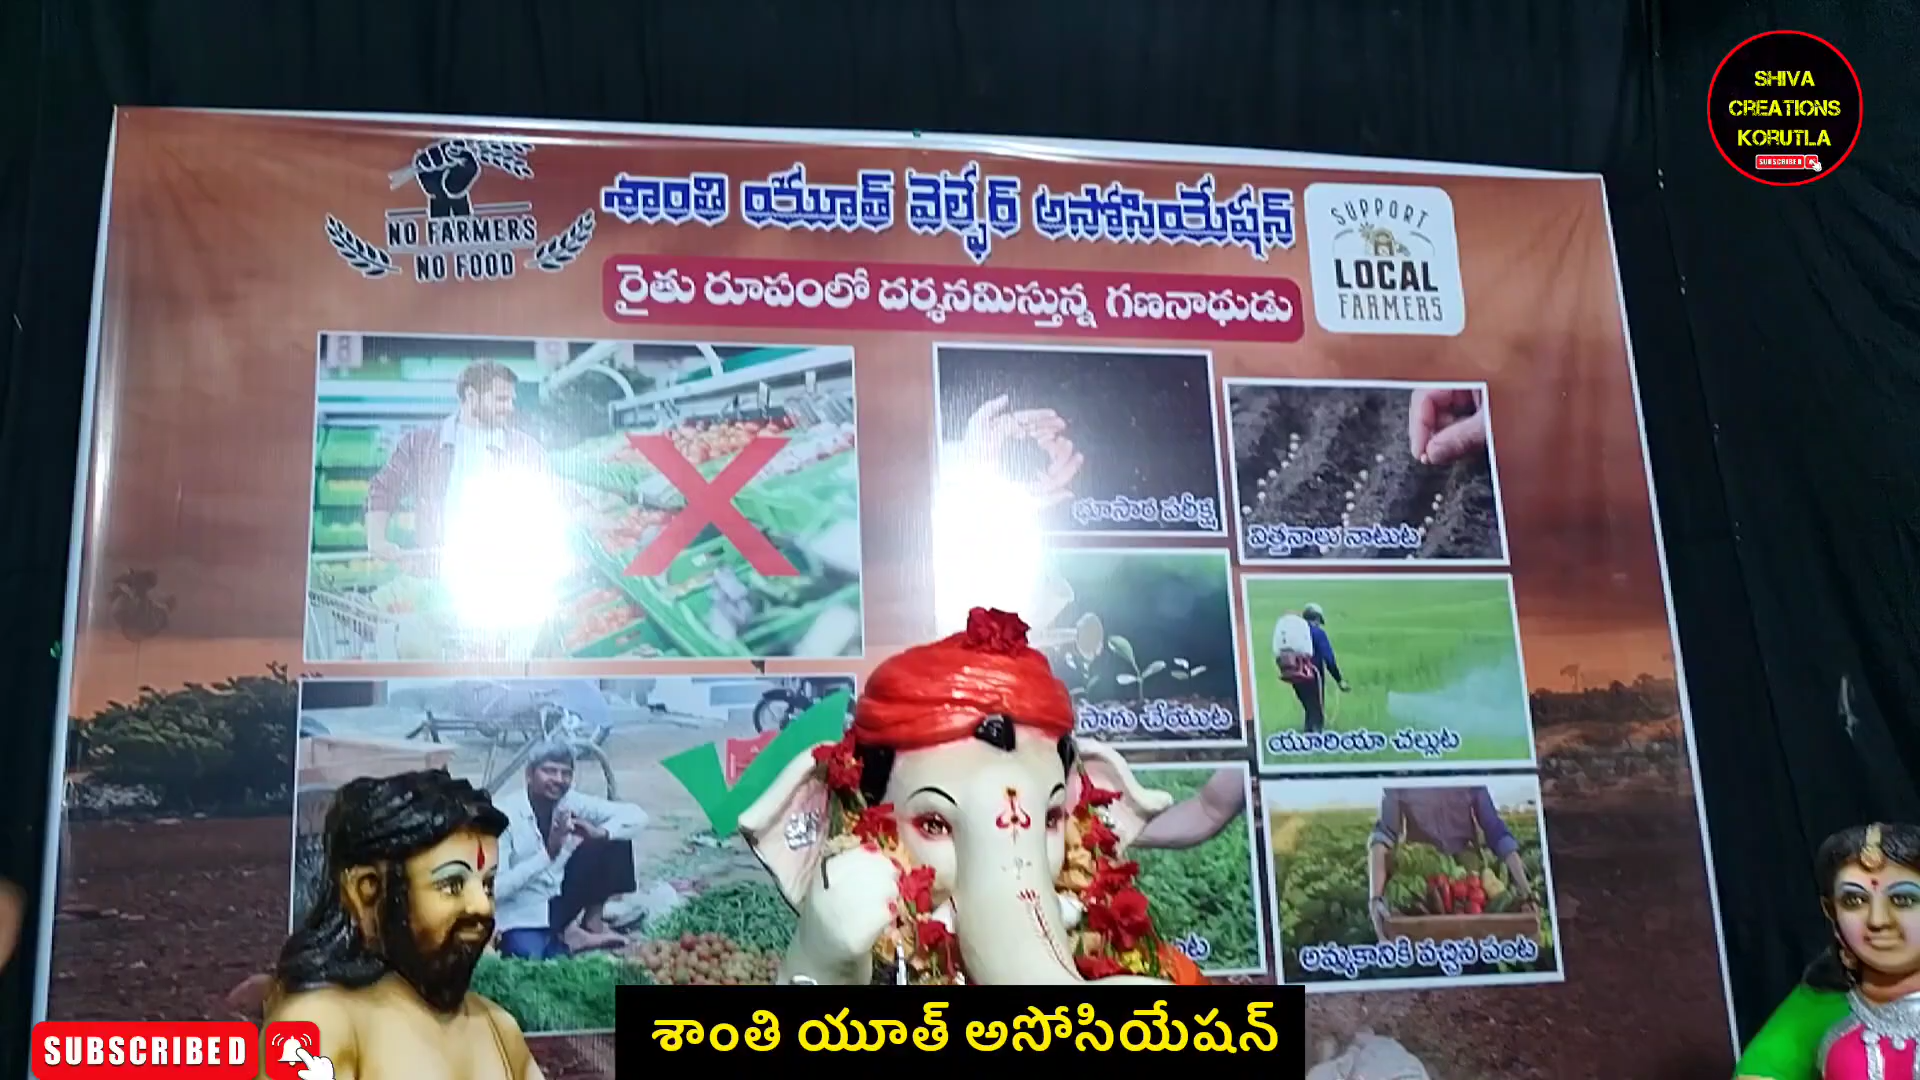 SHIVA
CREATIONS
KORUTLA
SUBSCRIBED
NO FARMERS
NO FOOD
శాంతి యూత్ వెల్ఫేర్ అసోసియేషన్
రైతు రూపంలో దర్శనమిస్తున్న గణనాథుడు
SUPPORT
LOCAL
FARMERS
భూసార పరీక్ష
విత్తనాలు నాటుట
సాగు చేయుట
యూరియా చల్లుట
అమ్మకానికి వచ్చిన పంట
శాంతి యూత్ అసోసియేషన్
SUBSCRIBED